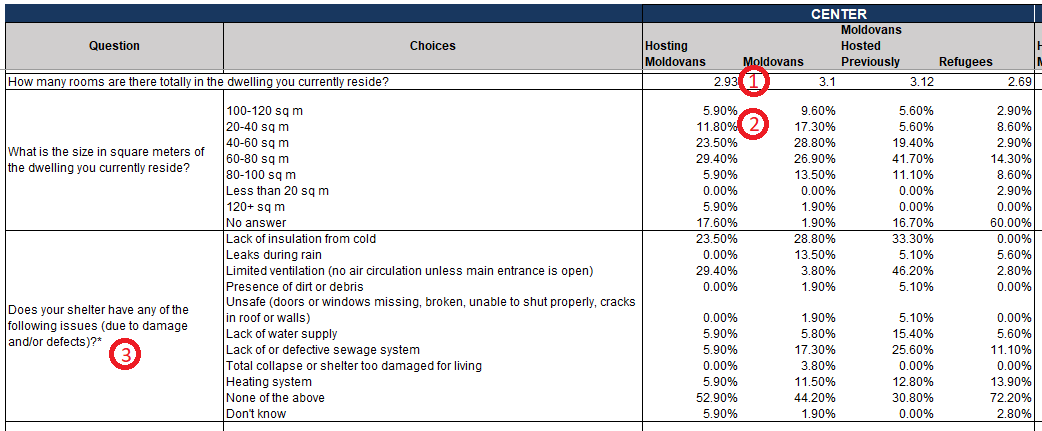 CENTER
Question Choices Hosting Moldovans Moldovans Moldovans Hosted Previously Refugees H M
How many rooms are there totally in the dwelling you currently reside? 2.93 3.1 3.12 2.69
1
What is the size in square meters of the dwelling you currently reside?
100-120 sq m 5.90% 9.60% 5.60% 2.90%
2
20-40 sq m 11.80% 17.30% 5.60% 8.60%
40-60 sq m 23.50% 28.80% 19.40% 2.90%
60-80 sq m 29.40% 26.90% 41.70% 14.30%
80-100 sq m 5.90% 13.50% 11.10% 8.60%
Less than 20 sq m 0.00% 0.00% 0.00% 2.90%
120+ sq m 5.90% 1.90% 0.00% 0.00%
No answer 17.60% 1.90% 16.70% 60.00%
Does your shelter have any of the following issues (due to damage and/or defects)?*
3
Lack of insulation from cold 23.50% 28.80% 33.30% 0.00%
Leaks during rain 0.00% 13.50% 5.10% 5.60%
Limited ventilation (no air circulation unless main entrance is open) 29.40% 3.80% 46.20% 2.80%
Presence of dirt or debris 0.00% 1.90% 5.10% 0.00%
Unsafe (doors or windows missing, broken, unable to shut properly, cracks
in roof or walls) 0.00% 1.90% 5.10% 0.00%
Lack of water supply 5.90% 5.80% 15.40% 5.60%
Lack of or defective sewage system 5.90% 17.30% 25.60% 11.10%
Total collapse or shelter too damaged for living 0.00% 3.80% 0.00% 0.00%
Heating system 5.90% 11.50% 12.80% 13.90%
None of the above 52.90% 44.20% 30.80% 72.20%
Don't know 5.90% 1.90% 0.00% 2.80%